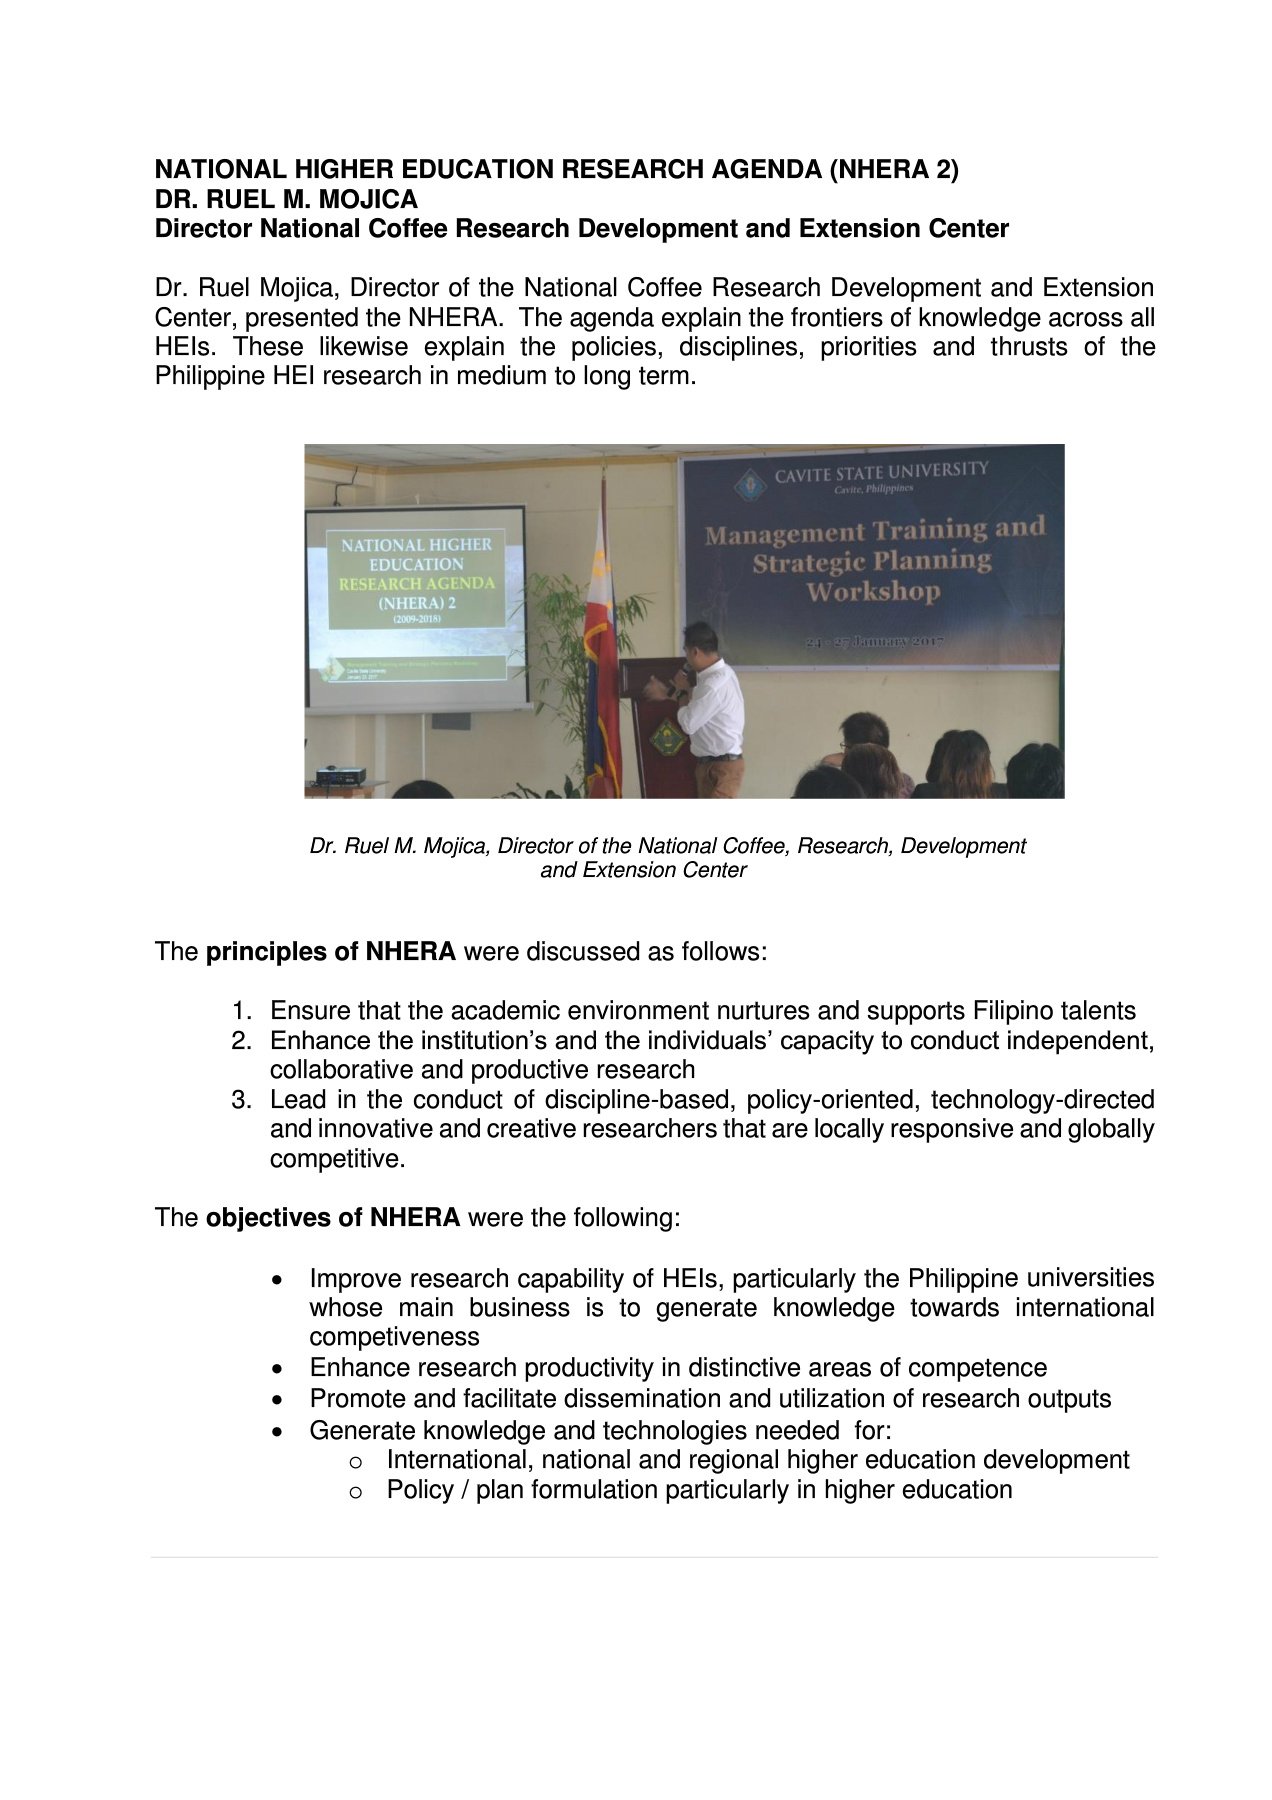 NATIONAL HIGHER EDUCATION RESEARCH AGENDA (NHERA 2)
DR. RUEL M. MOJICA
Director National Coffee Research Development and Extension Center
Dr. Ruel Mojica, Director of the National Coffee Research Development and Extension
Center, presented the NHERA.  The agenda explain the frontiers of knowledge across all
HEIs. These likewise explain the policies, disciplines, priorities and thrusts of the
Philippine HEI research in medium to long term.
CAVITE STATE UNIVERSITY
Cavite, Philippines
Management Training and
Strategic Planning
Workshop
24 - 27 January 2017
NATIONAL HIGHER
EDUCATION
RESEARCH AGENDA
(NHERA) 2
(2009-2018)
Management Training and Strategic Planning Workshop
Cavite State University
Dr. Ruel M. Mojica, Director of the National Coffee, Research, Development
and Extension Center
The principles of NHERA were discussed as follows:
1. Ensure that the academic environment nurtures and supports Filipino talents
2. Enhance the institution’s and the individuals’ capacity to conduct independent,
collaborative and productive research
3. Lead in the conduct of discipline-based, policy-oriented, technology-directed
and innovative and creative researchers that are locally responsive and globally
competitive.
The objectives of NHERA were the following:
• Improve research capability of HEIs, particularly the Philippine universities
whose main business is to generate knowledge towards international
competiveness
• Enhance research productivity in distinctive areas of competence
• Promote and facilitate dissemination and utilization of research outputs
• Generate knowledge and technologies needed  for:
o International, national and regional higher education development
o Policy / plan formulation particularly in higher education